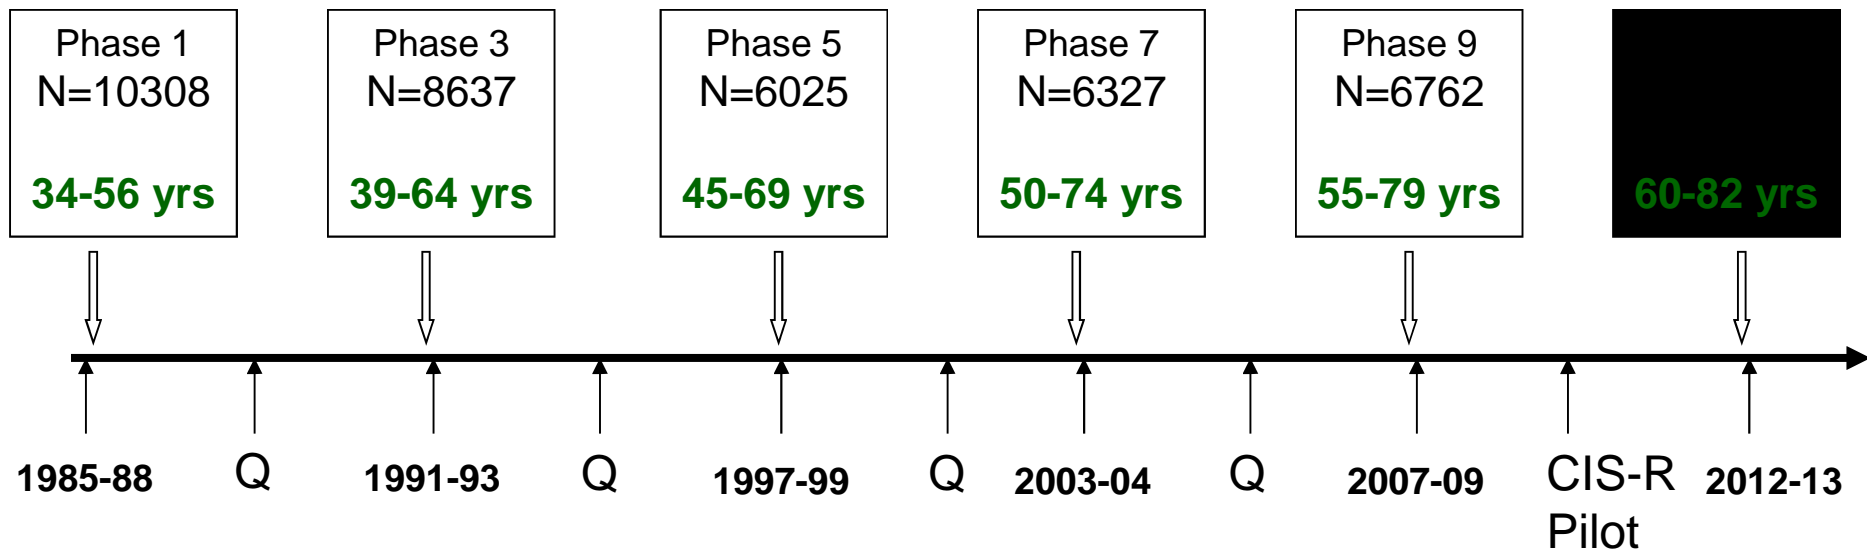 Phase 1
N=10308
34-56 yrs
Phase 3
N=8637
39-64 yrs
Phase 5
N=6025
45-69 yrs
Phase 7
N=6327
50-74 yrs
Phase 9
N=6762
55-79 yrs
60-82 yrs
1985-88
Q
1991-93
Q
1997-99
Q
2003-04
Q
2007-09
CIS-R
Pilot
2012-13